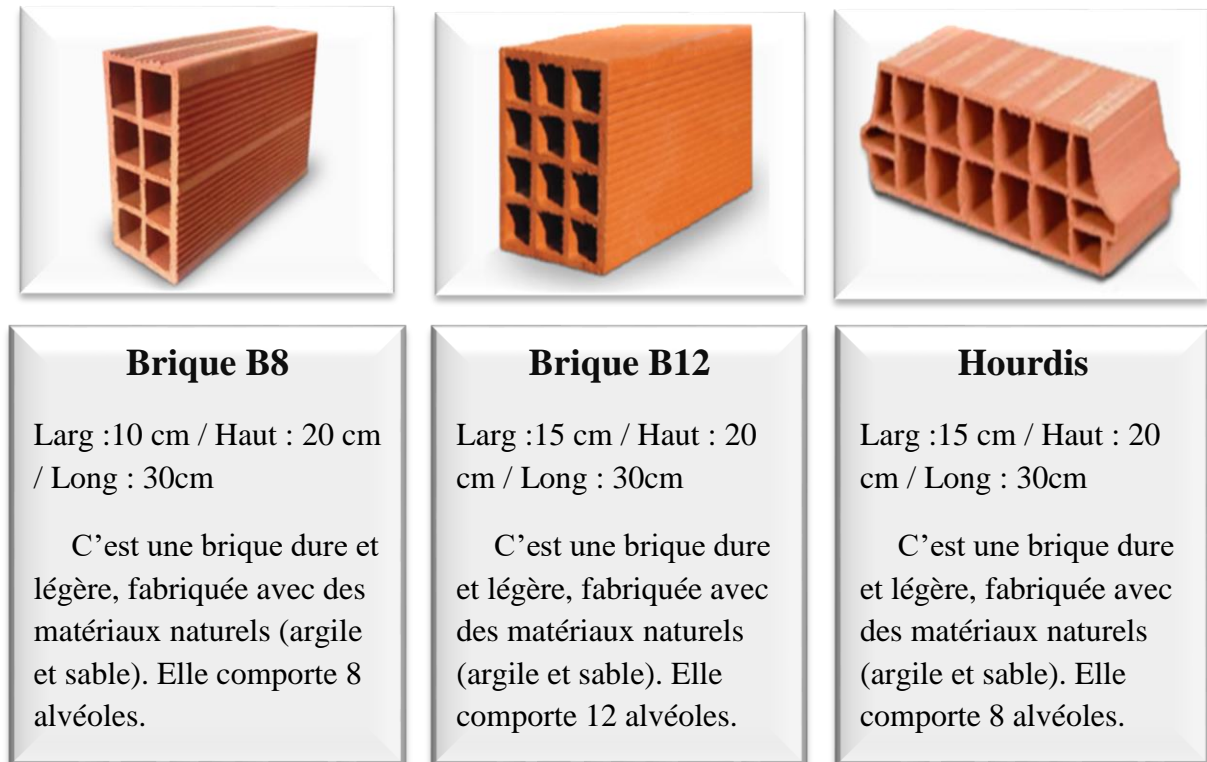 Brique B8
Larg :10 cm / Haut : 20 cm
/ Long : 30cm
C’est une brique dure et
légère, fabriquée avec des
matériaux naturels (argile
et sable). Elle comporte 8
alvéoles.
Brique B12
Larg :15 cm / Haut : 20
cm / Long : 30cm
C’est une brique dure
et légère, fabriquée avec
des matériaux naturels
(argile et sable). Elle
comporte 12 alvéoles.
Hourdis
Larg :15 cm / Haut : 20
cm / Long : 30cm
C’est une brique dure
et légère, fabriquée avec
des matériaux naturels
(argile et sable). Elle
comporte 8 alvéoles.